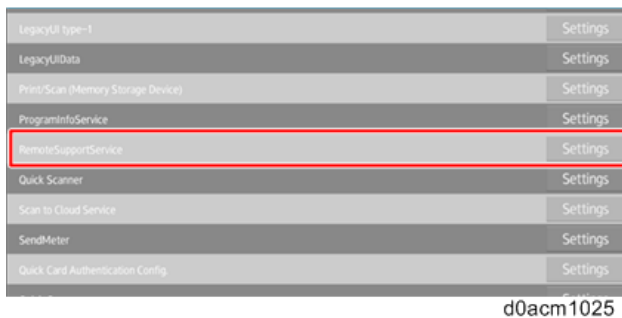 LegacyUI type-1 Settings
LegacyUIData Settings
Print/Scan (Memory Storage Device) Settings
ProgramInfoService Settings
RemoteSupportService Settings
Quick Scanner Settings
Scan to Cloud Service Settings
SendMeter Settings
Quick Card Authentication Config. Settings
d0acm1025